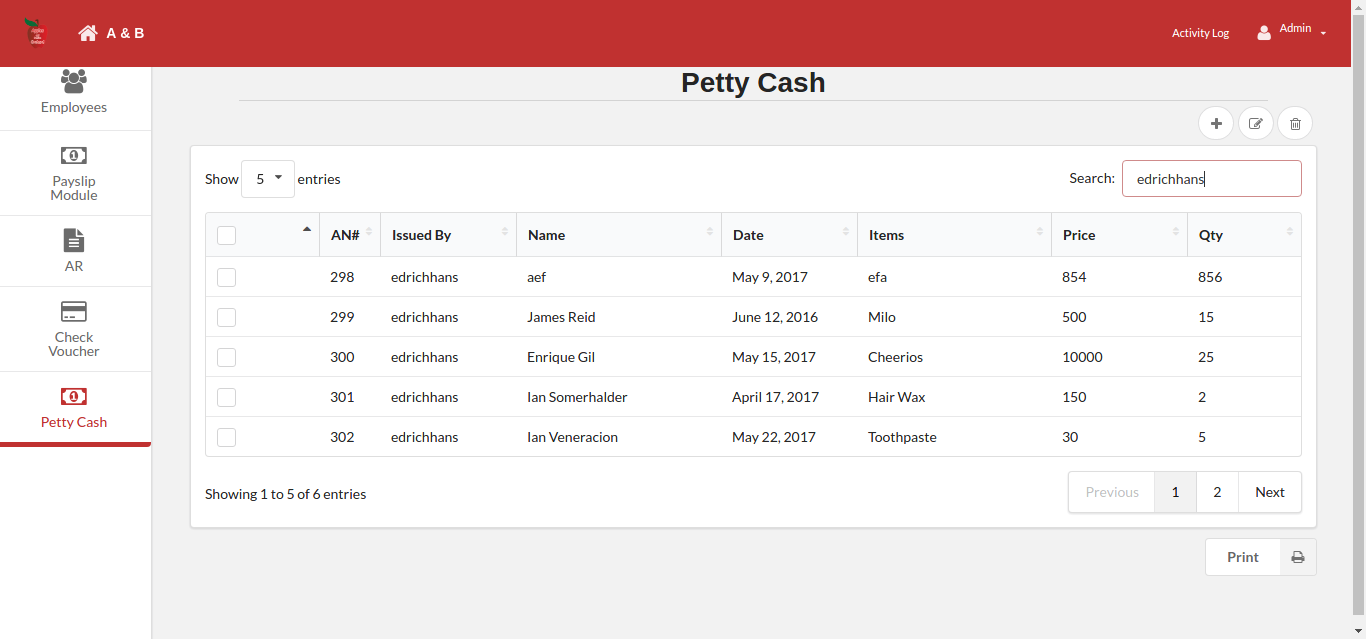 A & B
Activity Log
Admin
Employees
Payslip
Module
AR
Check
Voucher
Petty Cash
Petty Cash
Show 5 entries
Search: edrichhans
AN# Issued By Name Date Items Price Qty
298 edrichhans aef May 9, 2017 efa 854 856
299 edrichhans James Reid June 12, 2016 Milo 500 15
300 edrichhans Enrique Gil May 15, 2017 Cheerios 10000 25
301 edrichhans Ian Somerhalder April 17, 2017 Hair Wax 150 2
302 edrichhans Ian Veneracion May 22, 2017 Toothpaste 30 5
Showing 1 to 5 of 6 entries
Previous 1 2 Next
Print